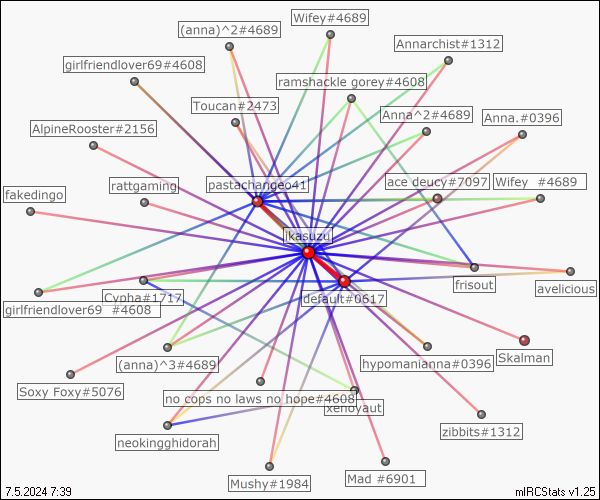 Wifey#4689
(anna)^2#4689
Annarchist#1312
girlfriendlover69#4608
ramshackle gorey#4608
Toucan#2473
Anna^2#4689
Anna.#0396
AlpineRooster#2156
pastachangeo41
ace deucy#7097
Wifey #4689
rattgaming
fakedingo
ikasuzu
frisout
avelicious
Cypha#1717
default#0617
girlfriendlover69 #4608
Skalman
(anna)^3#4689
hypomanianna#0396
Soxy Foxy#5076
no cops no laws no hope#4608
xenoyaut
zibbits#1312
neokingghidorah
Mushy#1984
Mad #6901
7.5.2024 7:39
mIRCStats v1.25